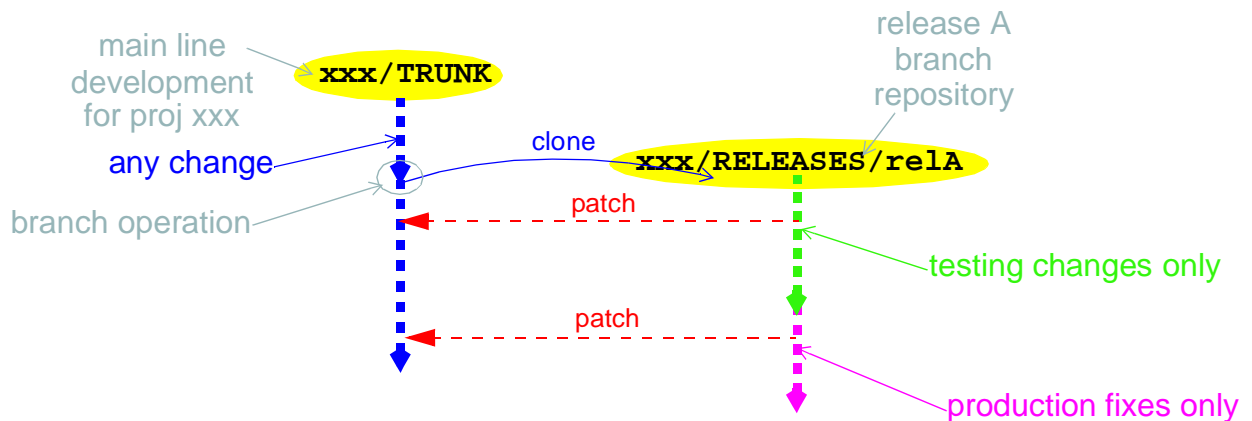 main line
development
for proj xxx
xxx/TRUNK
release A
branch
repository
any change
clone
xxx/RELEASES/relA
branch operation
patch
testing changes only
patch
production fixes only